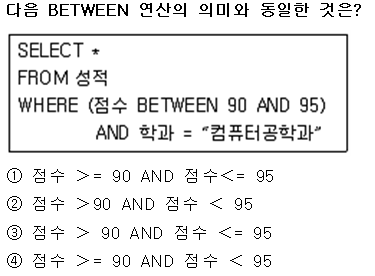 다음 BETWEEN 연산의 의미와 동일한 것은?
SELECT *
FROM 성적
WHERE (점수 BETWEEN 90 AND 95)
AND 학과 = "컴퓨터공학과"
① 점수 >= 90 AND 점수<= 95
② 점수 >90 AND 점수 < 95
③ 점수 > 90 AND 점수 <= 95
④ 점수 >= 90 AND 점수 < 95